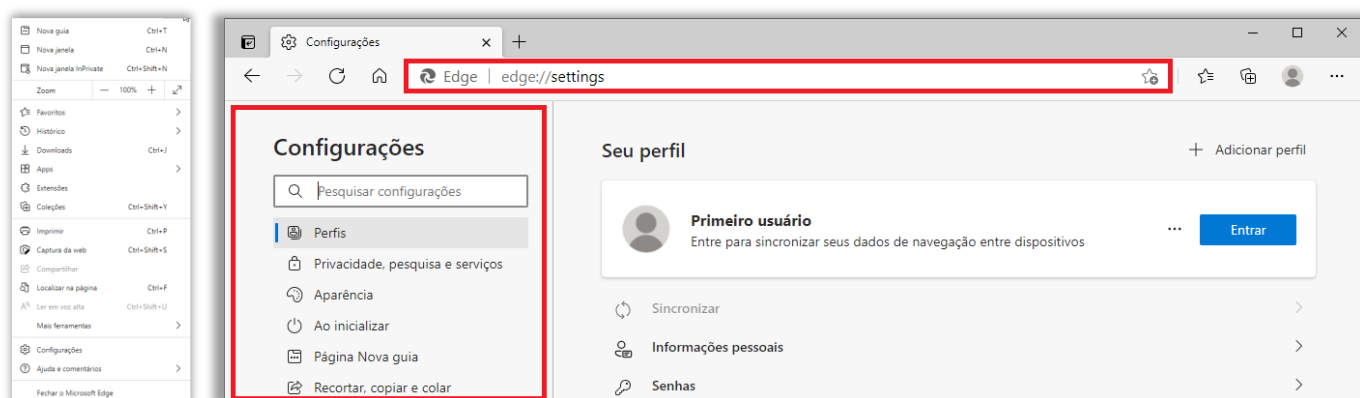 Nova guia Ctrl+T
Nova janela Ctrl+N
Nova janela InPrivate Ctrl+Shift+N
Zoom — 100% +
Favoritos
Histórico
Downloads Ctrl+J
Apps
Extensões
Coleções Ctrl+Shift+Y
Imprimir Ctrl+P
Captura da web Ctrl+Shift+S
Compartilhar
Localizar na página Ctrl+F
Ler em voz alta Ctrl+Shift+U
Mais ferramentas
Configurações
Ajuda e comentários
Fechar o Microsoft Edge
Configurações
Edge | edge://settings
Configurações
Pesquisar configurações
Perfis
Privacidade, pesquisa e serviços
Aparência
Ao inicializar
Página Nova guia
Recortar, copiar e colar
Seu perfil
Adicionar perfil
Primeiro usuário
Entre para sincronizar seus dados de navegação entre dispositivos
Entrar
Sincronizar
Informações pessoais
Senhas